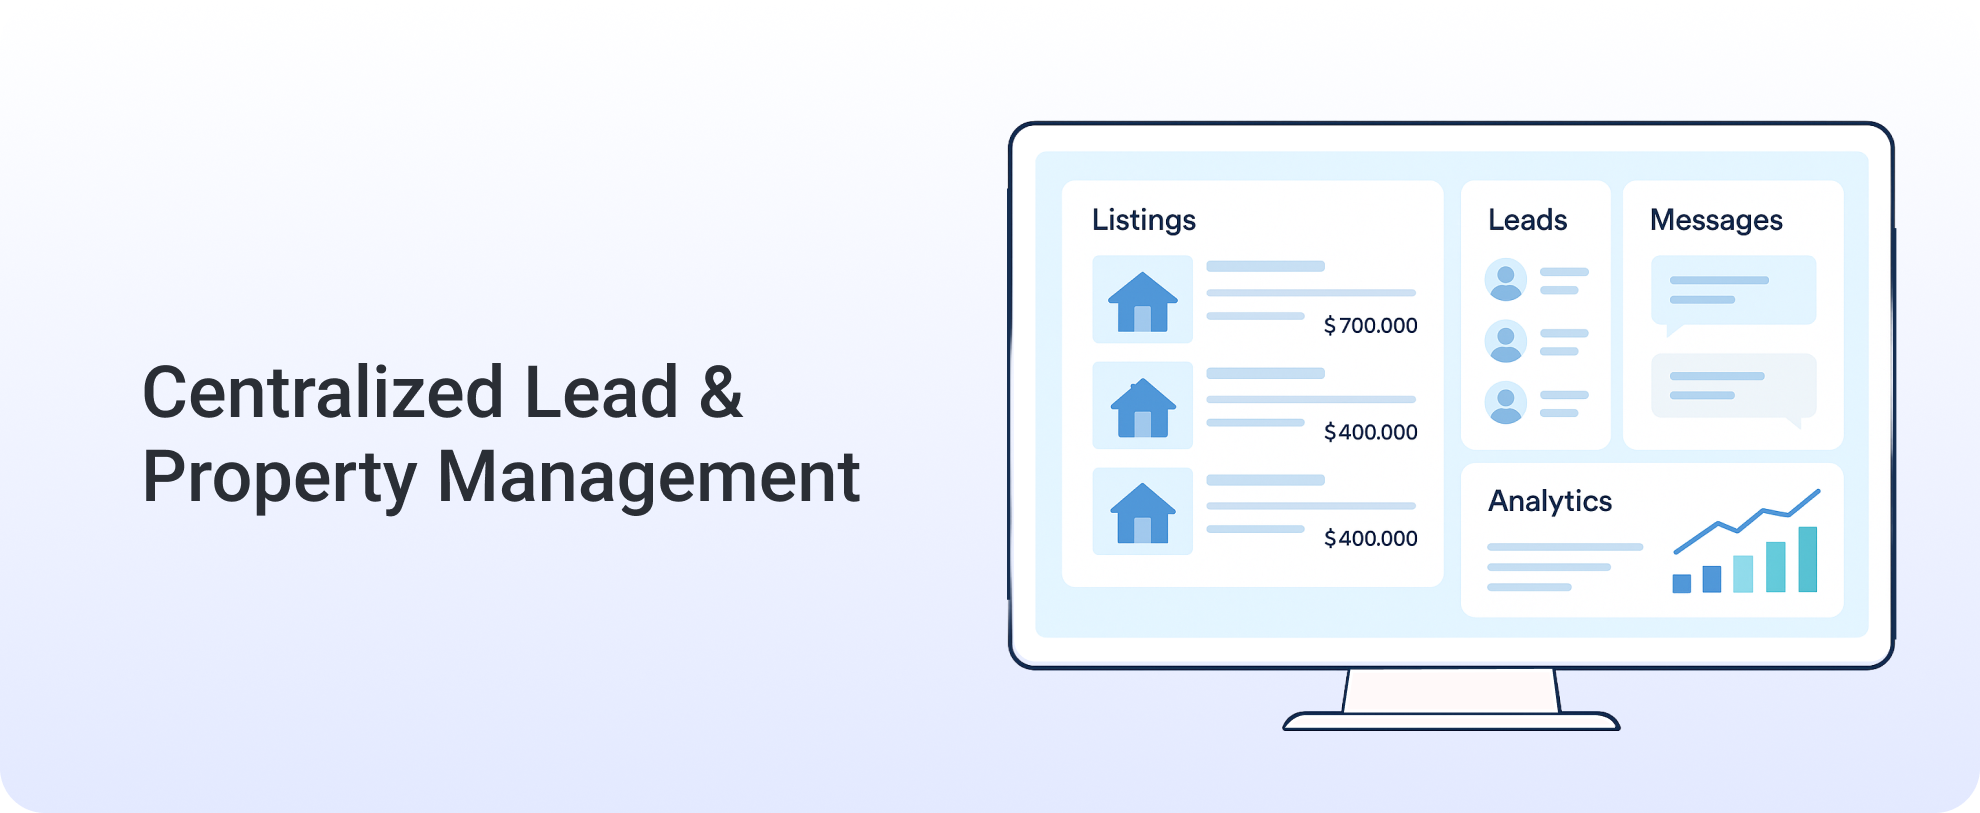 Centralized Lead &
Property Management
Listings
$700.000
$400.000
$400.000
Leads
Messages
Analytics